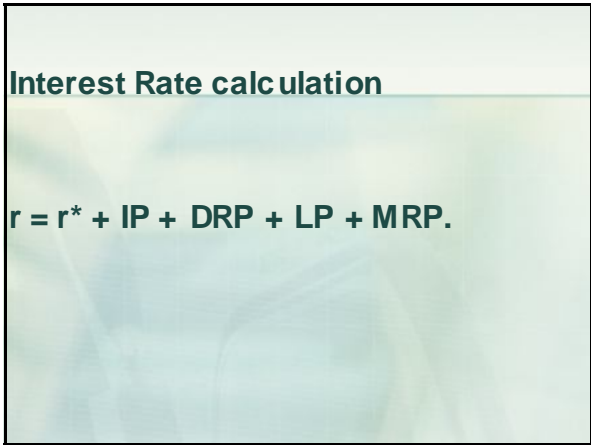 Interest Rate calculation
r = r* + IP + DRP + LP + MRP.